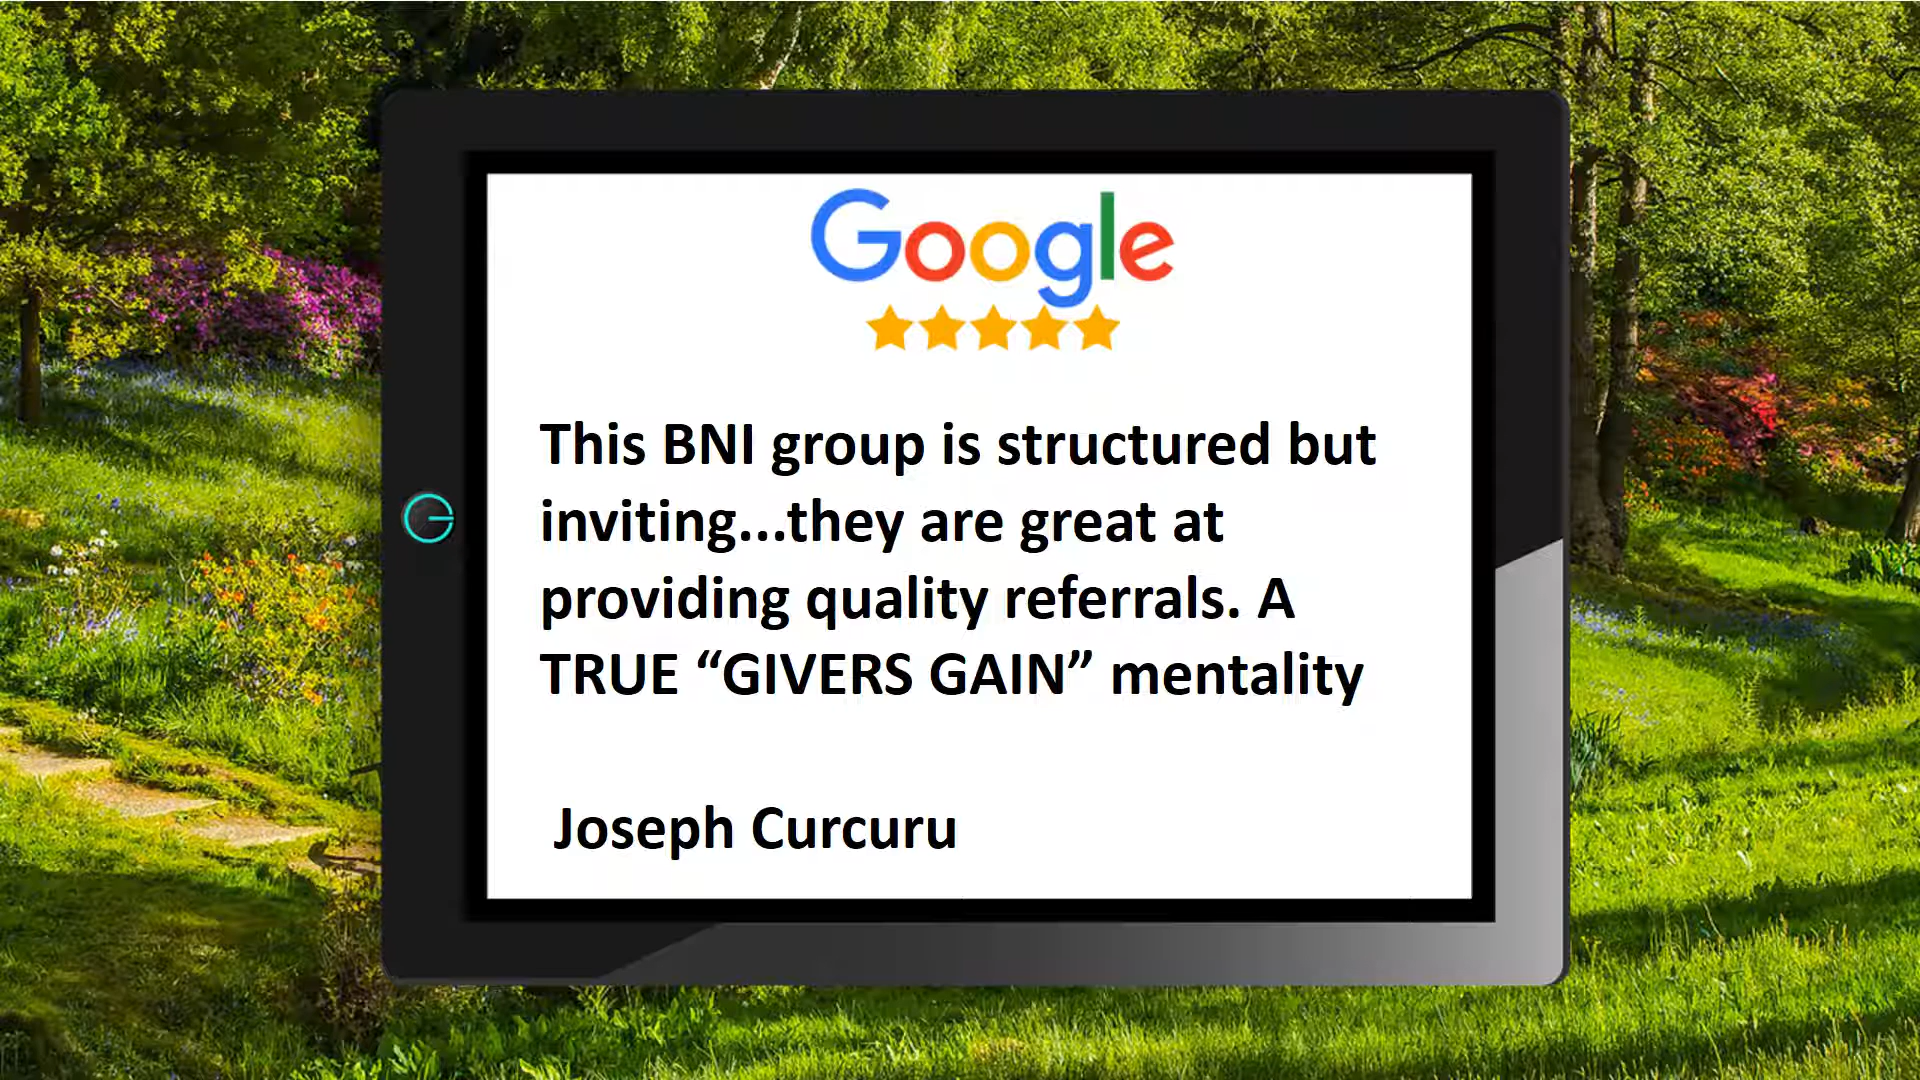 Google
This BNI group is structured but
inviting...they are great at
providing quality referrals. A
TRUE “GIVERS GAIN” mentality
Joseph Curcuru